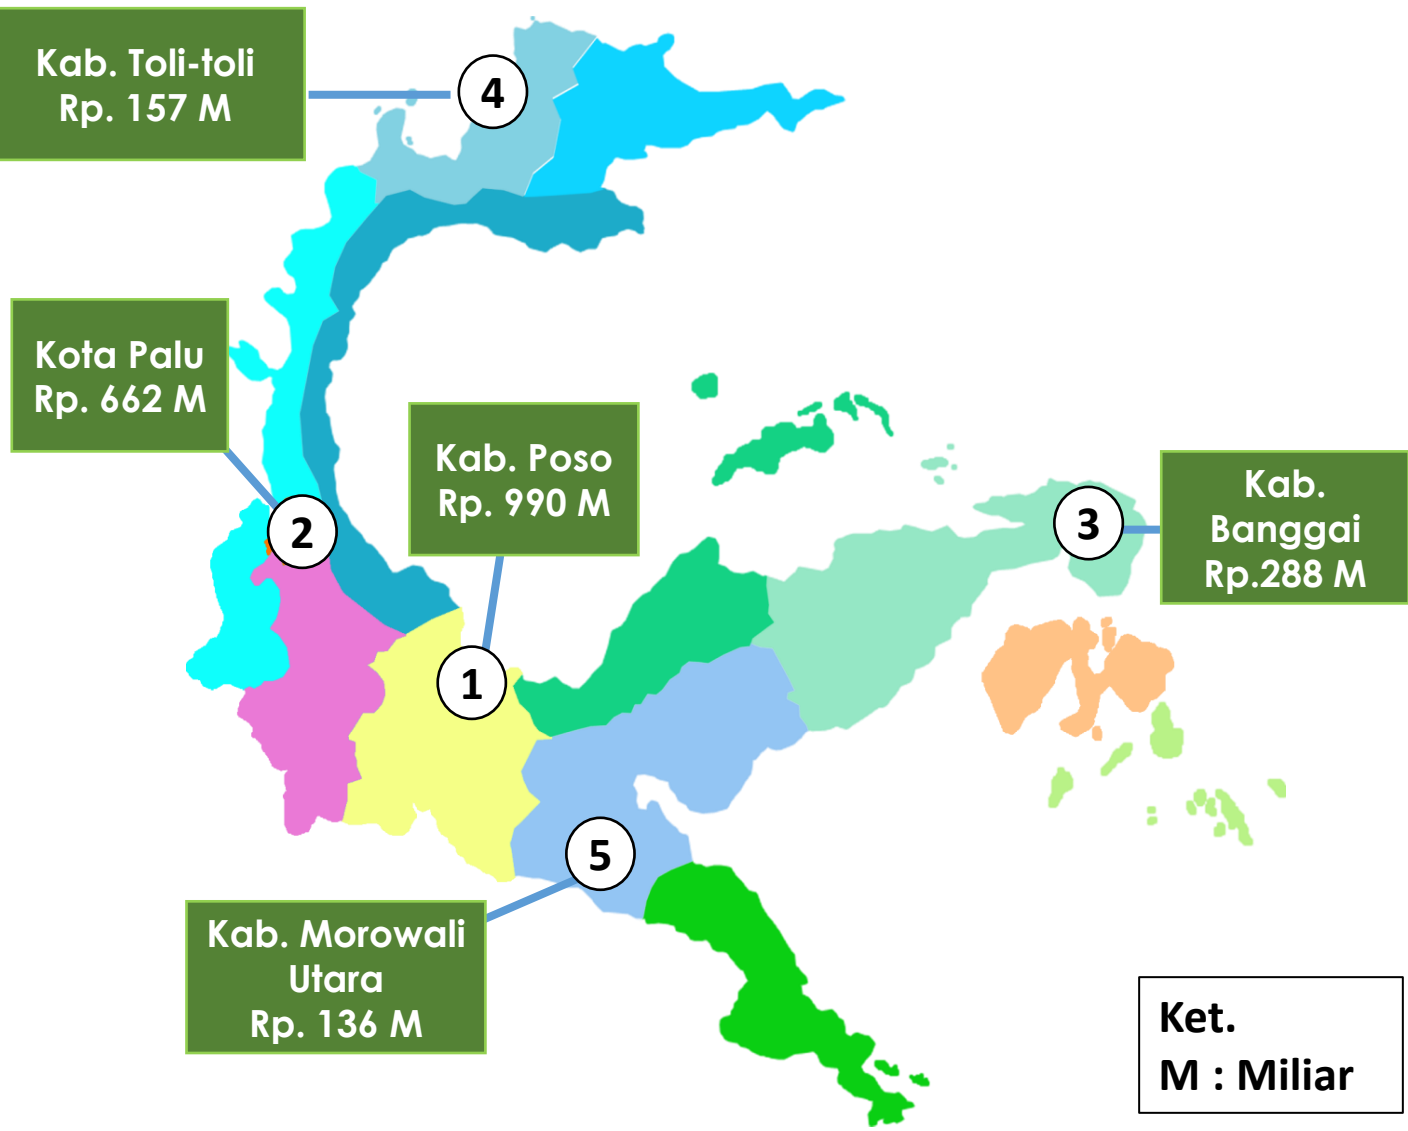 Kab. Toli-toli
Rp. 157 M
4
Kota Palu
Rp. 662 M
2
Kab. Poso
Rp. 990 M
1
3
Kab.
Banggai
Rp.288 M
5
Kab. Morowali
Utara
Rp. 136 M
Ket.
M : Miliar